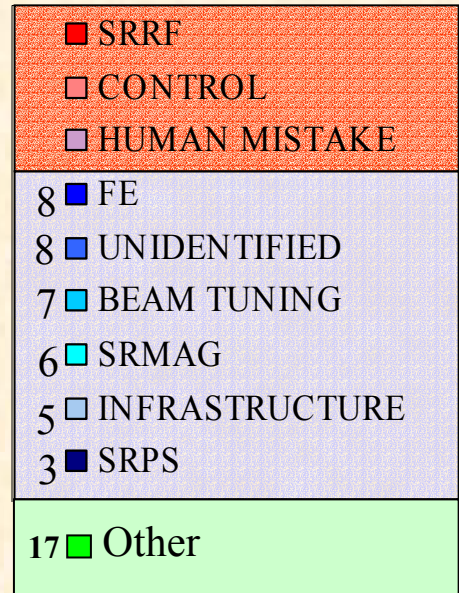 SRRF
CONTROL
HUMAN MISTAKE
8 FE
8 UNIDENTIFIED
7 BEAM TUNING
6 SRMAG
5 INFRASTRUCTURE
3 SRPS
17 Other